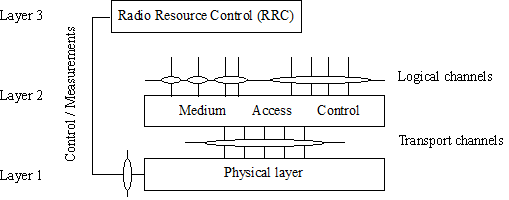 Layer 3
Radio Resource Control (RRC)
Control / Measurements
Logical channels
Layer 2
Medium Access Control
Transport channels
Layer 1
Physical layer